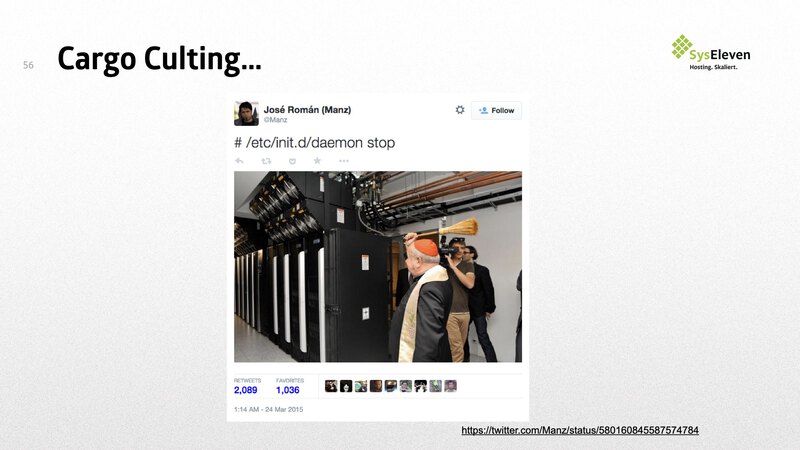 56
Cargo Culting...
SysEleven
Hosting. Skaliert.
José Román (Manz)
@Manz
Follow
# /etc/init.d/daemon stop
RETWEETS
FAVORITES
2,089
1,036
1:14 AM - 24 Mar 2015
https://twitter.com/Manz/status/580160845587574784